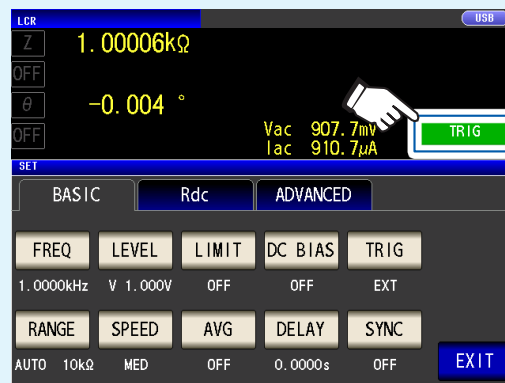 LCR USB
Z 1.00006kΩ
OFF
θ -0.004 °
OFF Vac 907.7mV TRIG
Iac 910.7μA
SET
BASIC Rdc ADVANCED
FREQ LEVEL LIMIT DC BIAS TRIG
1.0000kHz V 1.000V OFF OFF EXT
RANGE SPEED AVG DELAY SYNC
AUTO 10kΩ MED OFF 0.0000s OFF EXIT